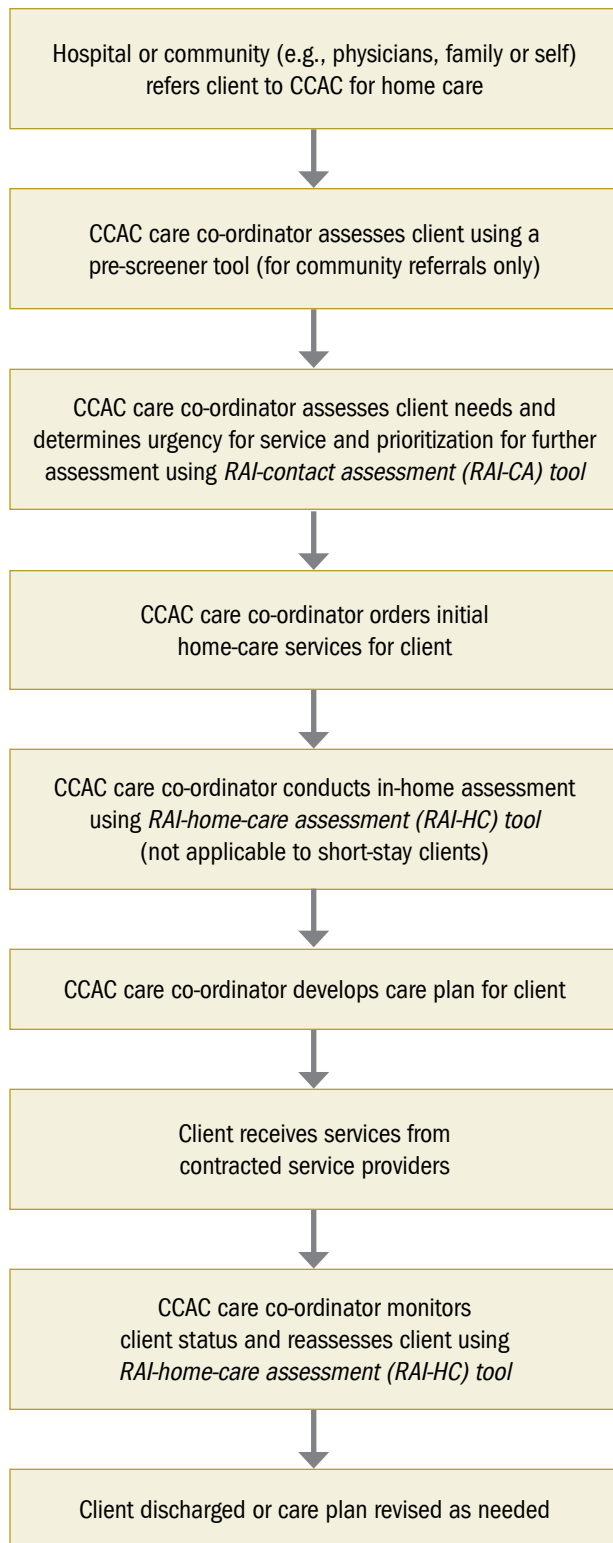 Hospital or community (e.g., physicians, family or self)
refers client to CCAC for home care
CCAC care co-ordinator assesses client using a
pre-screener tool (for community referrals only)
CCAC care co-ordinator assesses client needs and
determines urgency for service and prioritization for further
assessment using RAI-contact assessment (RAI-CA) tool
CCAC care co-ordinator orders initial
home-care services for client
CCAC care co-ordinator conducts in-home assessment
using RAI-home-care assessment (RAI-HC) tool
(not applicable to short-stay clients)
CCAC care co-ordinator develops care plan for client
Client receives services from
contracted service providers
CCAC care co-ordinator monitors
client status and reassesses client using
RAI-home-care assessment (RAI-HC) tool
Client discharged or care plan revised as needed